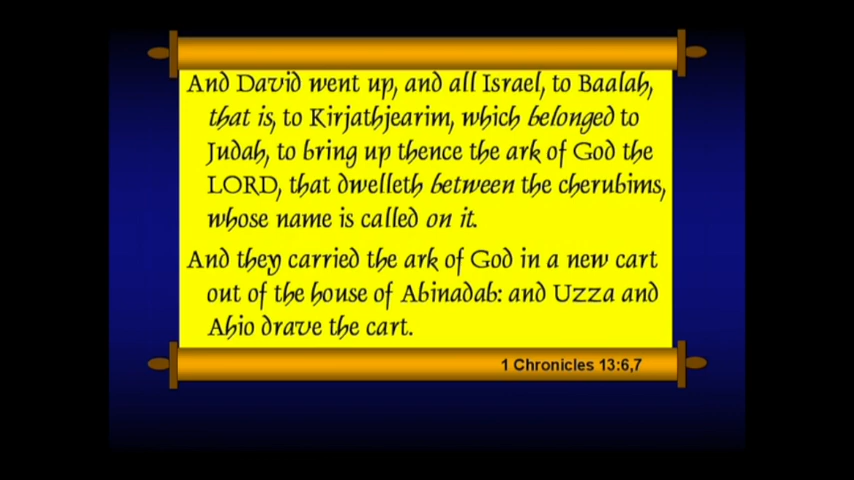 And David went up, and all Israel, to Baalah,
that is, to Kirjathjearim, which belonged to
Judah, to bring up thence the ark of God the
LORD, that dwelleth between the cherubims,
whose name is called on it.
And they carried the ark of God in a new cart
out of the house of Abinadab: and Uzza and
Ahio drave the cart.
1 Chronicles 13:6,7